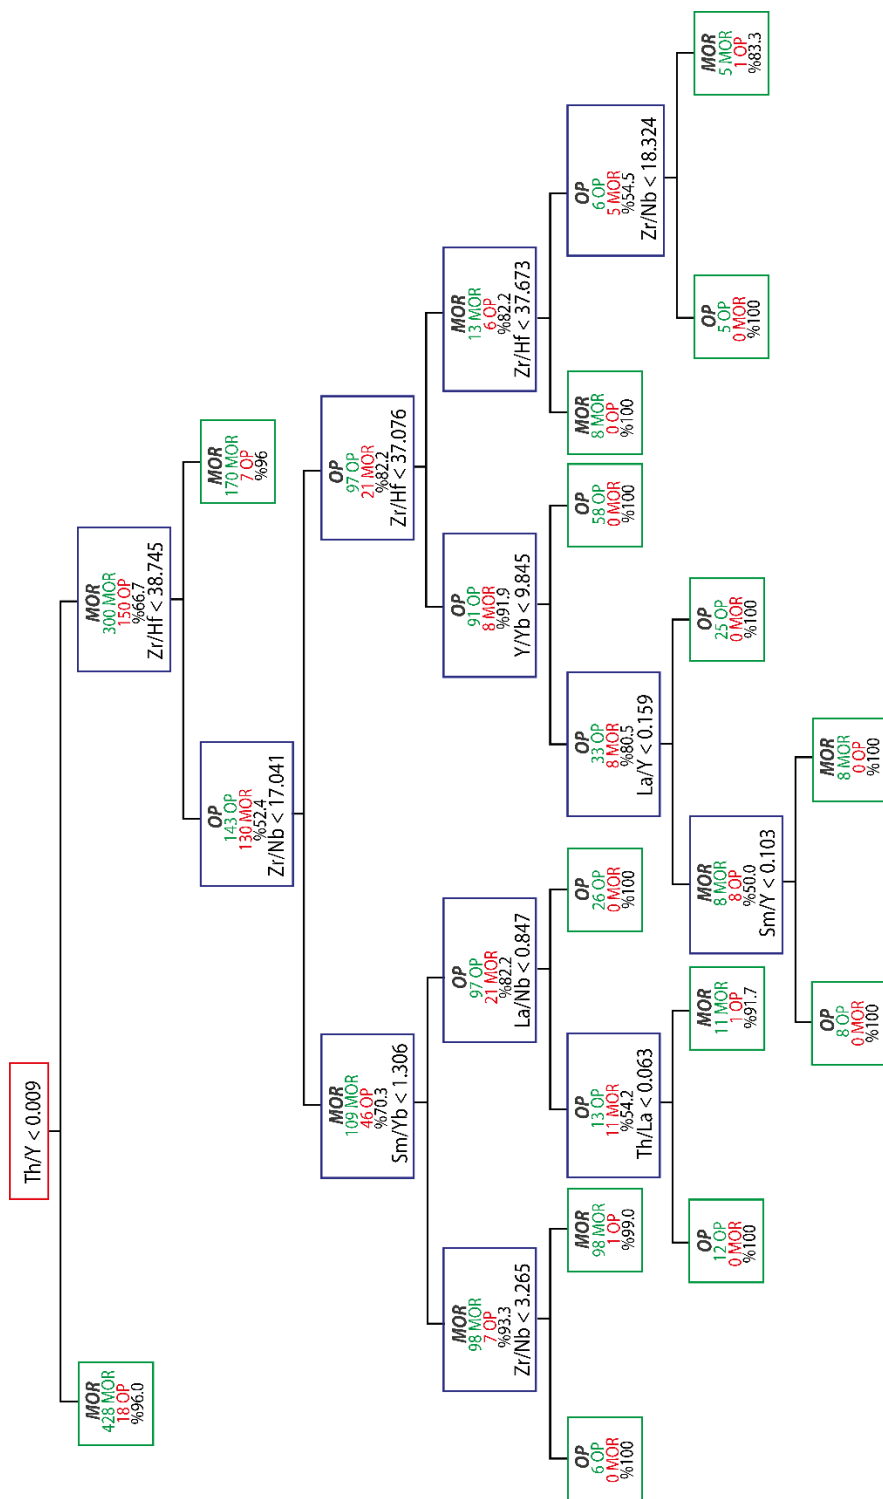 Th/Y < 0.009
MOR
428 MOR
18 OP
%96.0
MOR
300 MOR
150 OP
%66.7
Zr/Hf < 38.745
OP
143 OP
130 MOR
%52.4
Zr/Nb < 17.041
MOR
170 MOR
7 OP
%96
MOR
109 MOR
46 OP
%70.3
Sm/Yb < 1.306
OP
97 OP
21 MOR
%82.2
Zr/Hf < 37.076
MOR
98 MOR
7 OP
%93.3
Zr/Nb < 3.265
OP
97 OP
21 MOR
%82.2
La/Nb < 0.847
OP
91 OP
8 MOR
%91.9
Y/Yb < 9.845
MOR
13 MOR
6 OP
%82.2
Zr/Hf < 37.673
OP
6 OP
0 MOR
%100
MOR
98 MOR
1 OP
%99.0
OP
13 OP
11 MOR
%54.2
Th/La < 0.063
OP
26 OP
0 MOR
%100
OP
33 OP
8 MOR
%80.5
La/Y < 0.159
OP
58 OP
0 MOR
%100
MOR
8 MOR
0 OP
%100
OP
6 OP
5 MOR
%54.5
Zr/Nb < 18.324
OP
12 OP
0 MOR
%100
MOR
11 MOR
1 OP
%91.7
MOR
8 MOR
8 OP
%50.0
Sm/Y < 0.103
OP
25 OP
0 MOR
%100
OP
5 OP
0 MOR
%100
MOR
5 MOR
1 OP
%83.3
OP
8 OP
0 MOR
%100
MOR
8 MOR
0 OP
%100